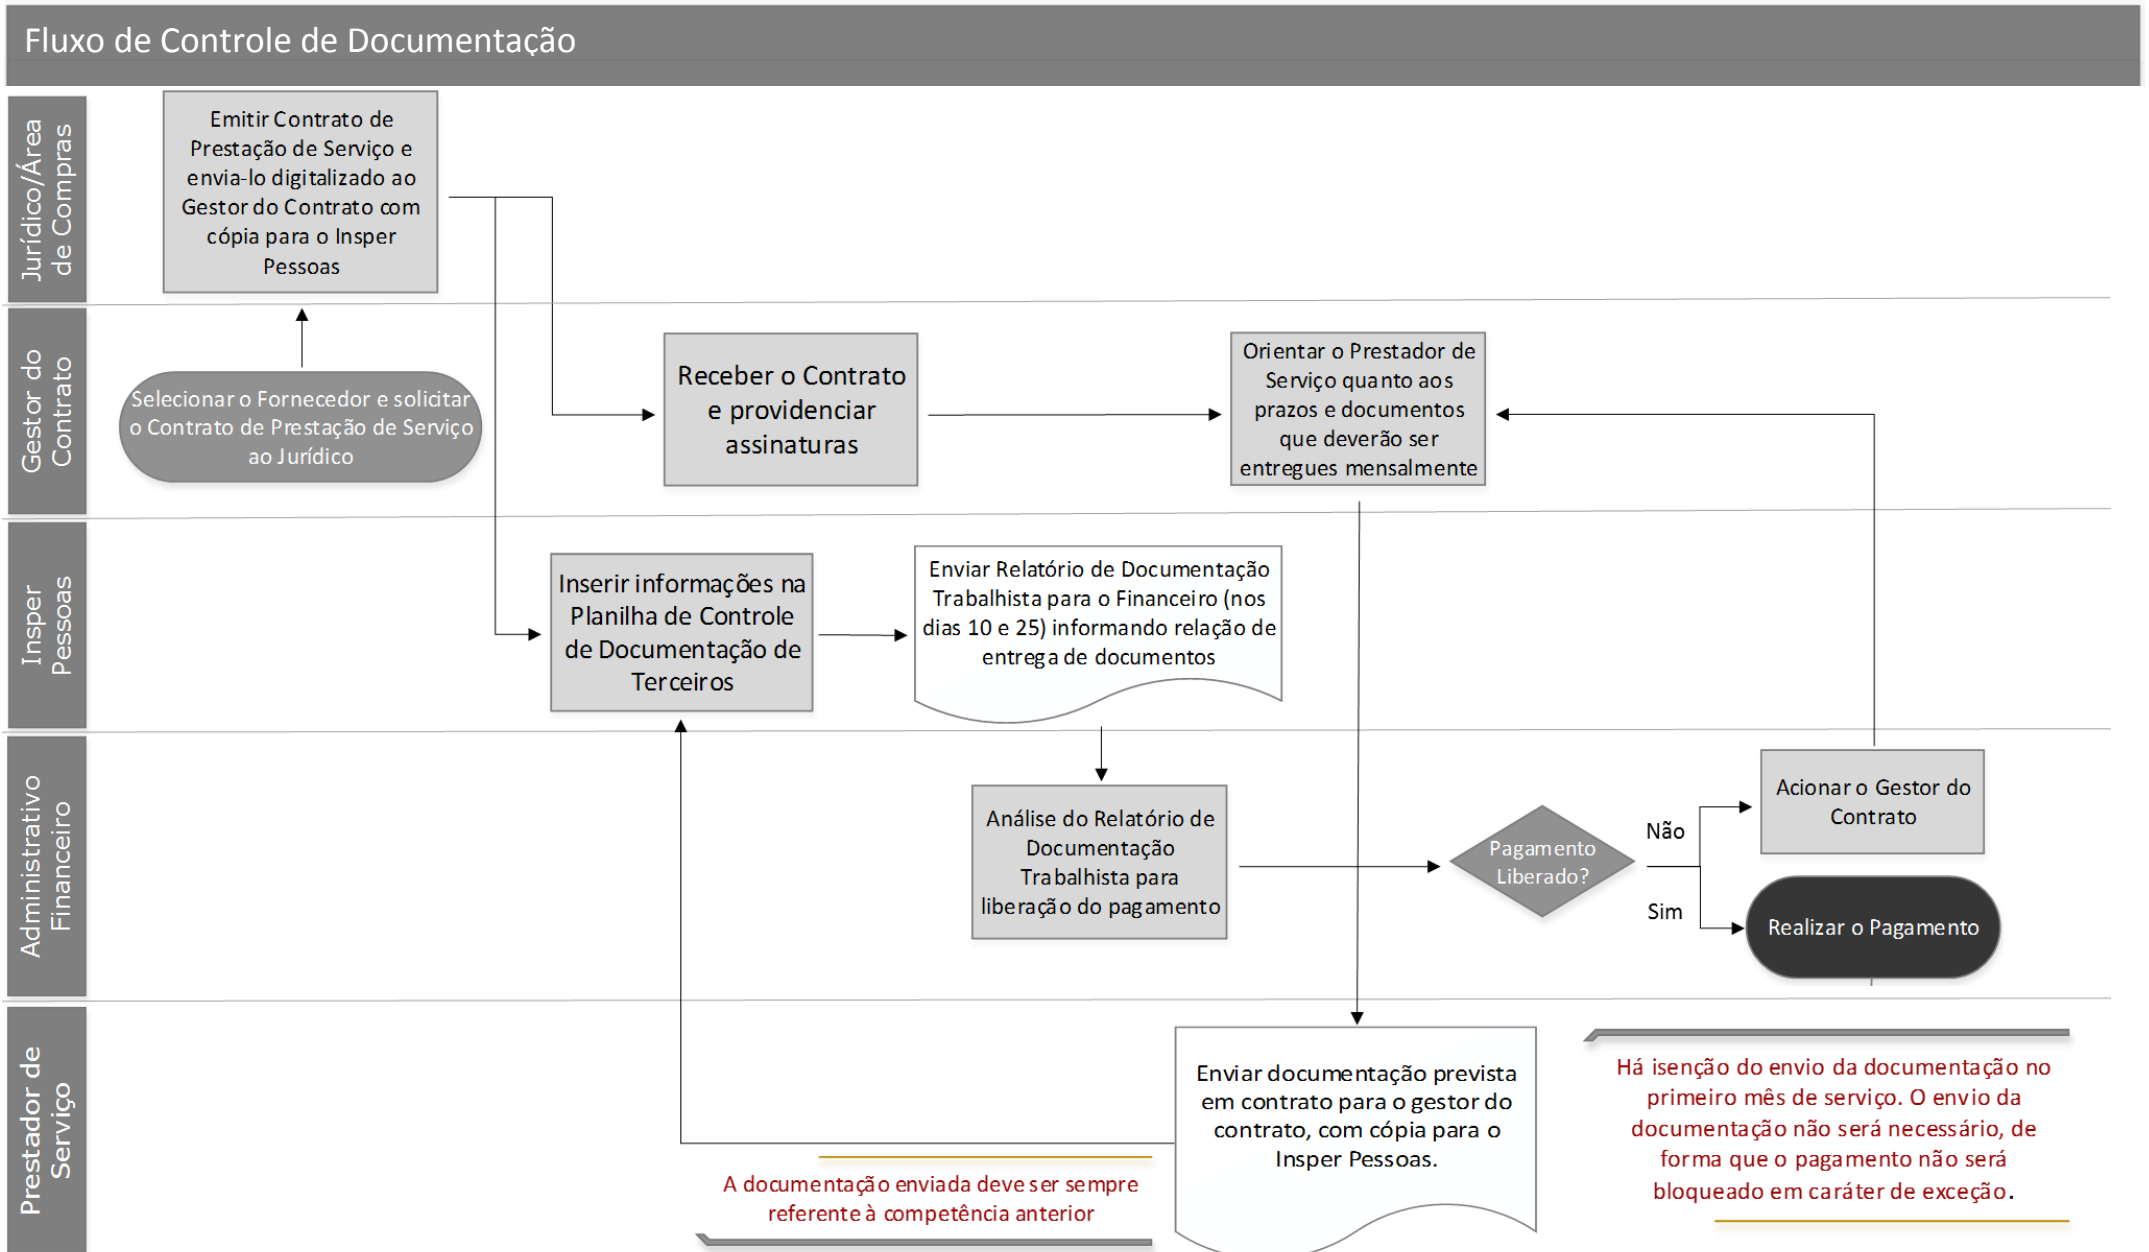 Fluxo de Controle de Documentação
Jurídico/Área
de Compras
Emitir Contrato de
Prestação de Serviço e
envia-lo digitalizado ao
Gestor do Contrato com
cópia para o Insper
Pessoas
Gestor do
Contrato
Selecionar o Fornecedor e solicitar
o Contrato de Prestação de Serviço
ao Jurídico
Receber o Contrato
e providenciar
assinaturas
Orientar o Prestador de
Serviço quanto aos
prazos e documentos
que deverão ser
entregues mensalmente
Insper
Pessoas
Inserir informações na
Planilha de Controle
de Documentação de
Terceiros
Enviar Relatório de Documentação
Trabalhista para o Financeiro (nos
dias 10 e 25) informando relação de
entrega de documentos
Administrativo
Financeiro
Análise do Relatório de
Documentação
Trabalhista para
liberação do pagamento
Pagamento
Liberado?
Não
Sim
Acionar o Gestor do
Contrato
Realizar o Pagamento
Prestador de
Serviço
Enviar documentação prevista
em contrato para o gestor do
contrato, com cópia para o
Insper Pessoas.
A documentação enviada deve ser sempre
referente à competência anterior
Há isenção do envio da documentação no
primeiro mês de serviço. O envio da
documentação não será necessário, de
forma que o pagamento não será
bloqueado em caráter de exceção.